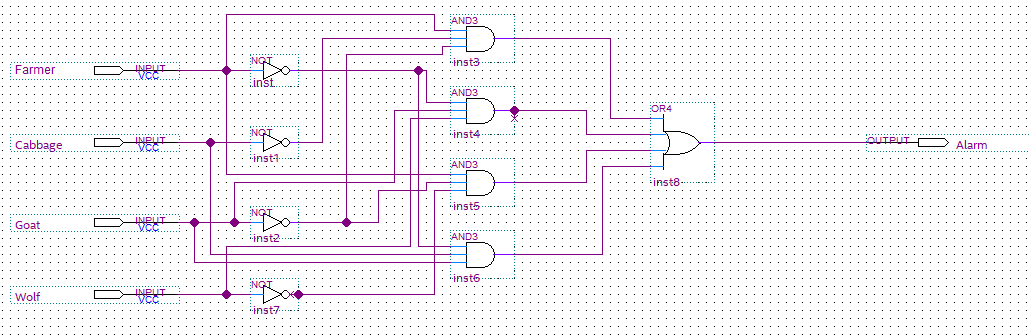 AND3
inst3
Farmer
INPUT
VCC
NOT
inst
AND3
inst4
OR4
inst8
Cabbage
INPUT
VCC
NOT
inst1
OUTPUT
Alarm
AND3
inst5
Goat
INPUT
VCC
NOT
inst2
AND3
inst6
Wolf
INPUT
VCC
NOT
inst7